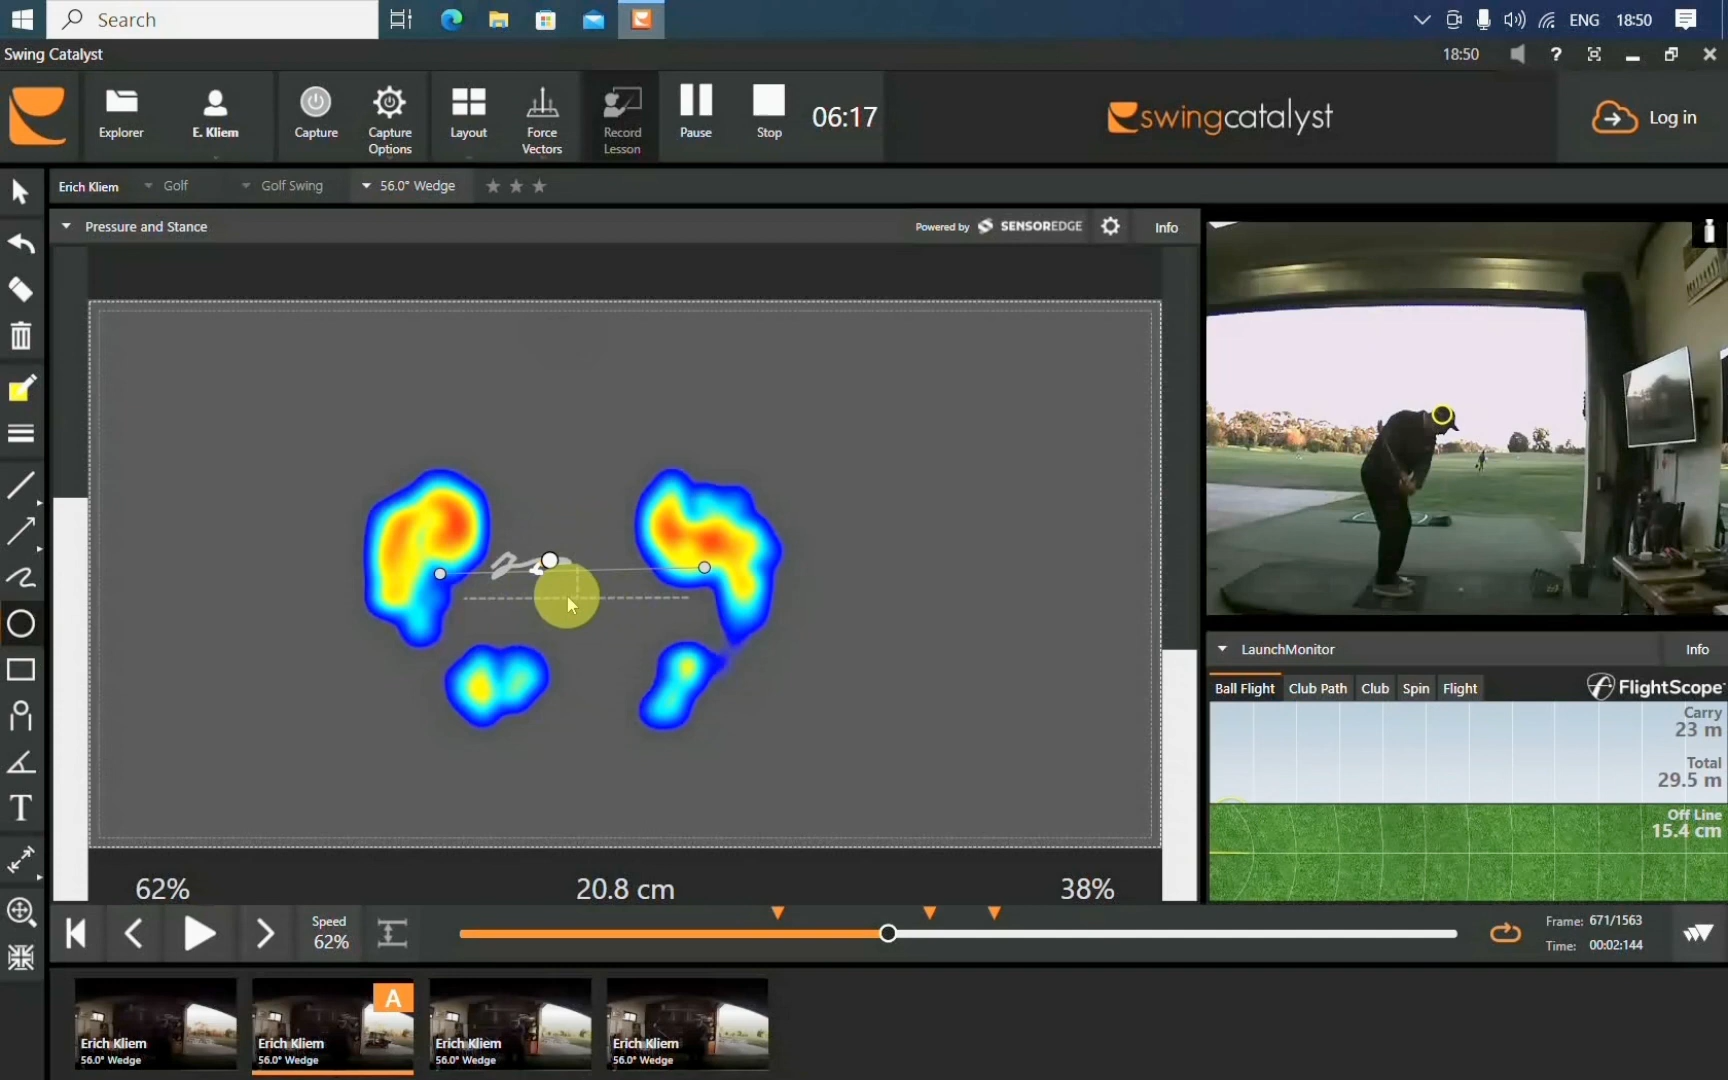 Search
ENG 18:50
Swing Catalyst
18:50 ?
Explorer
E. Kliem
Capture
Capture Options
Layout
Force Vectors
Record Lesson
Pause
Stop
06:17
swingcatalyst
Log in
Erich Kliem
Golf
Golf Swing
56.0° Wedge
Pressure and Stance
Powered by SENSOREDGE
Info
T
62%
20.8 cm
38%
LaunchMonitor
Info
Ball Flight
Club Path
Club
Spin
Flight
FlightScope
Carry
23 m
Total
29.5 m
Off Line
15.4 cm
Speed
62%
Frame: 671/1563
Time: 00:02:144
A
Erich Kliem
56.0° Wedge
Erich Kliem
56.0° Wedge
Erich Kliem
56.0° Wedge
Erich Kliem
56.0° Wedge